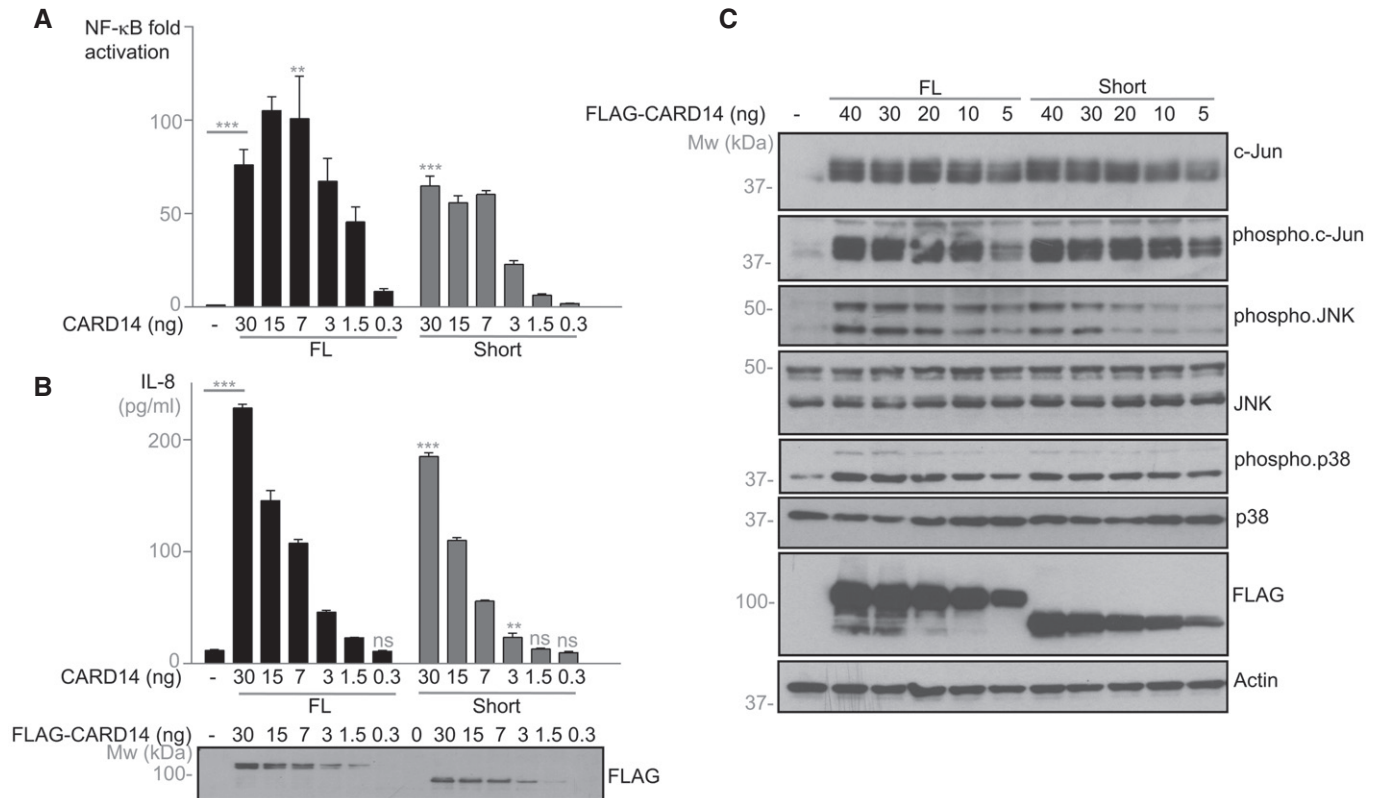 A
NF-κB fold
activation
100
50
0
***
**
***
CARD14 (ng) - 30 15 7 3 1.5 0.3 30 15 7 3 1.5 0.3
FL Short
B
IL-8
(pg/ml)
200
100
0
***
ns
***
**
ns ns
CARD14 (ng) - 30 15 7 3 1.5 0.3 30 15 7 3 1.5 0.3
FL Short
FLAG-CARD14 (ng) - 30 15 7 3 1.5 0.3 0 30 15 7 3 1.5 0.3
Mw (kDa)
100-
FLAG
C
FL Short
FLAG-CARD14 (ng) - 40 30 20 10 5 40 30 20 10 5
Mw (kDa)
c-Jun
37-
phospho.c-Jun
37-
50-
phospho.JNK
50-
JNK
phospho.p38
37-
37-
p38
100-
FLAG
Actin
37-